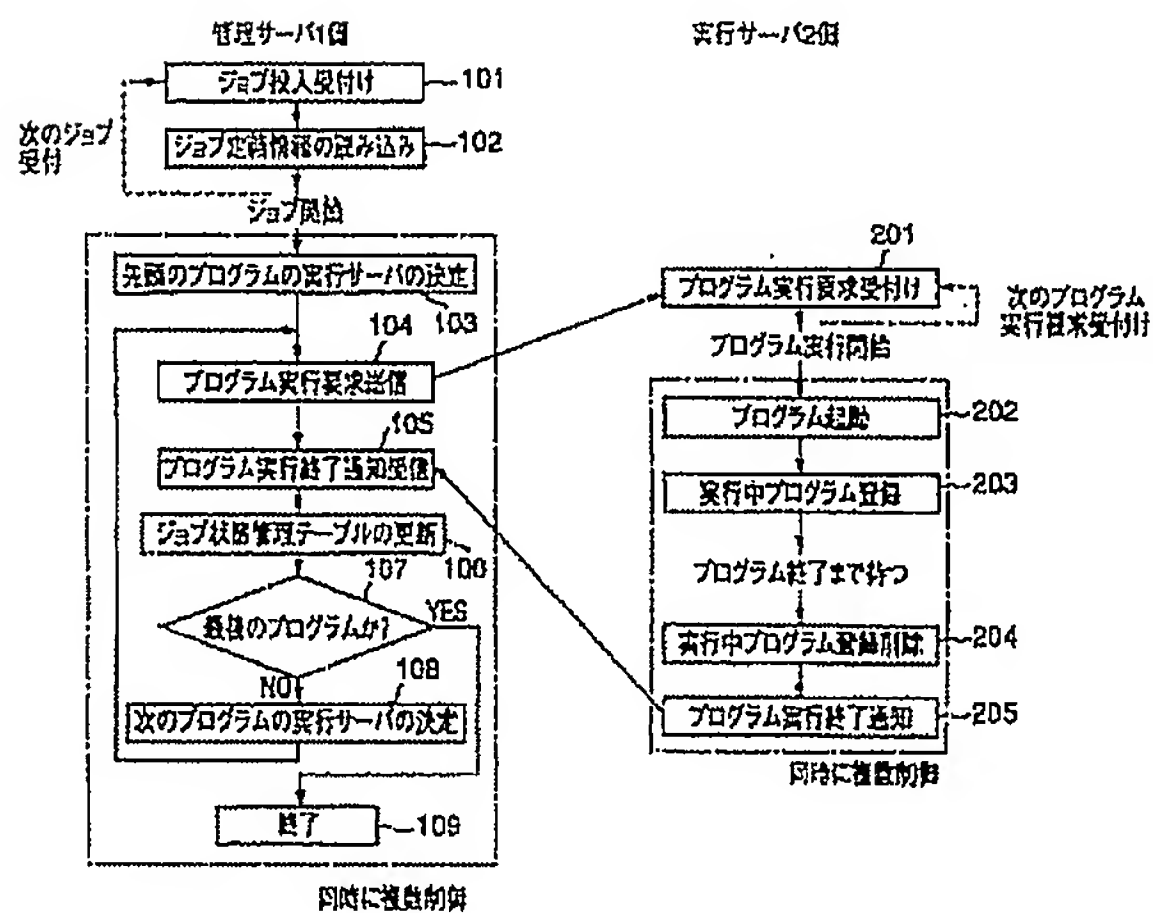 管理サーバ1側
実行サーバ2側
ジョブ投入受付け
101
次のジョブ
受付
ジョブ定義情報の読み込み
102
ジョブ開始
先頭のプログラムの実行サーバの決定
103
104
プログラム実行要求送信
105
プログラム実行終了通知受信
ジョブ状態管理テーブルの更新
106
107
最後のプログラムか?
YES
NO
108
次のプログラムの実行サーバの決定
終了
109
同時に複数制御
201
プログラム実行要求受付け
次のプログラム
実行要求受付け
プログラム実行開始
プログラム起動
202
実行中プログラム登録
203
プログラム終了まで待つ
実行中プログラム登録削除
204
プログラム実行終了通知
205
同時に複数制御